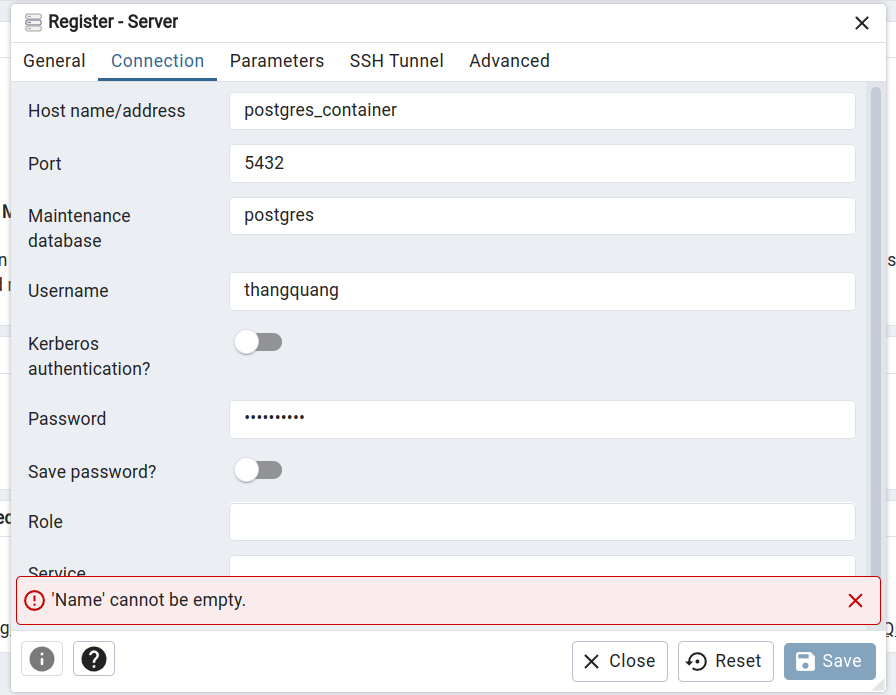 Register - Server
General Connection Parameters SSH Tunnel Advanced
Host name/address postgres_container
Port 5432
Maintenance database postgres
Username thangquang
Kerberos authentication?
Password ••••••••••
Save password?
Role
Service
'Name' cannot be empty.
Close Reset Save